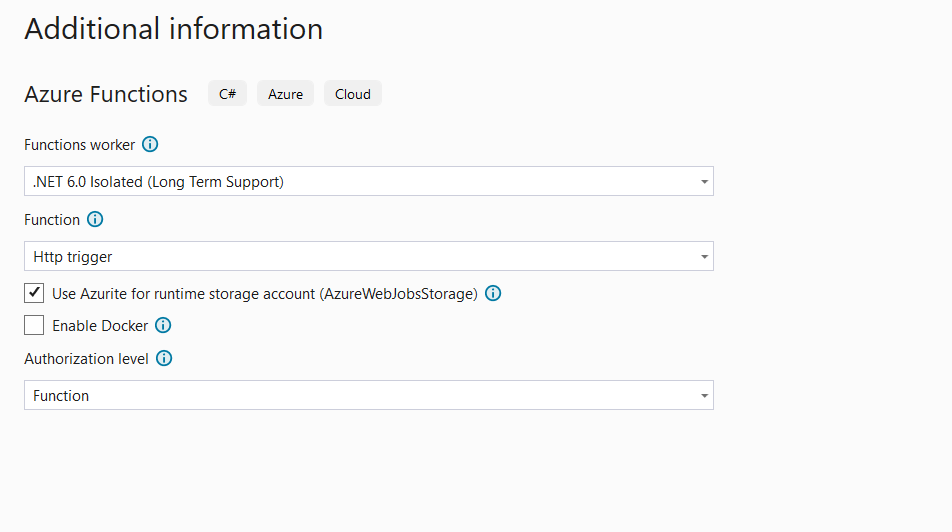 Additional information
Azure Functions C# Azure Cloud
Functions worker
.NET 6.0 Isolated (Long Term Support)
Function
Http trigger
Use Azurite for runtime storage account (AzureWebJobsStorage)
Enable Docker
Authorization level
Function